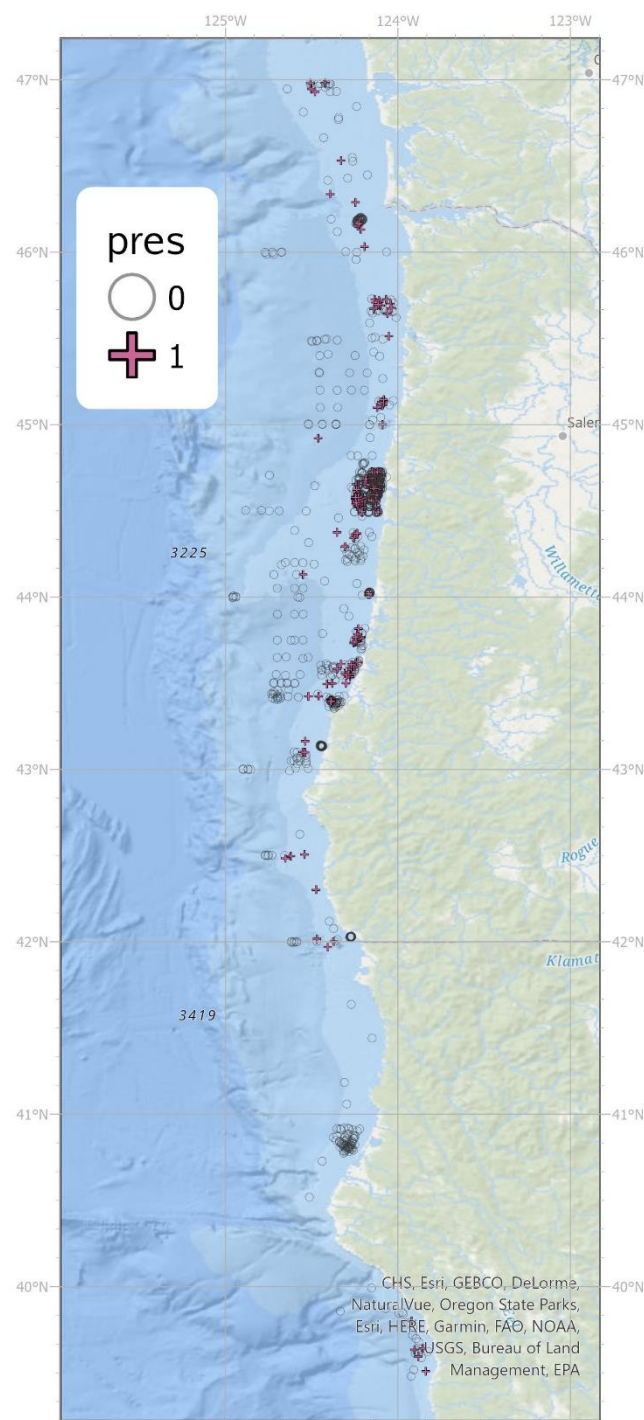 125°W 124°W 123°W
47°N 47°N
pres
0
1
46°N 46°N
45°N 45°N
Saler
3225
Willamette
44°N 44°N
43°N 43°N
Rogue
42°N 42°N
Klamat
3419
41°N 41°N
40°N 40°N
CHS, Esri, GEBCO, DeLorme,
NaturalVue, Oregon State Parks,
Esri, HERE, Garmin, FAO, NOAA,
USGS, Bureau of Land
Management, EPA